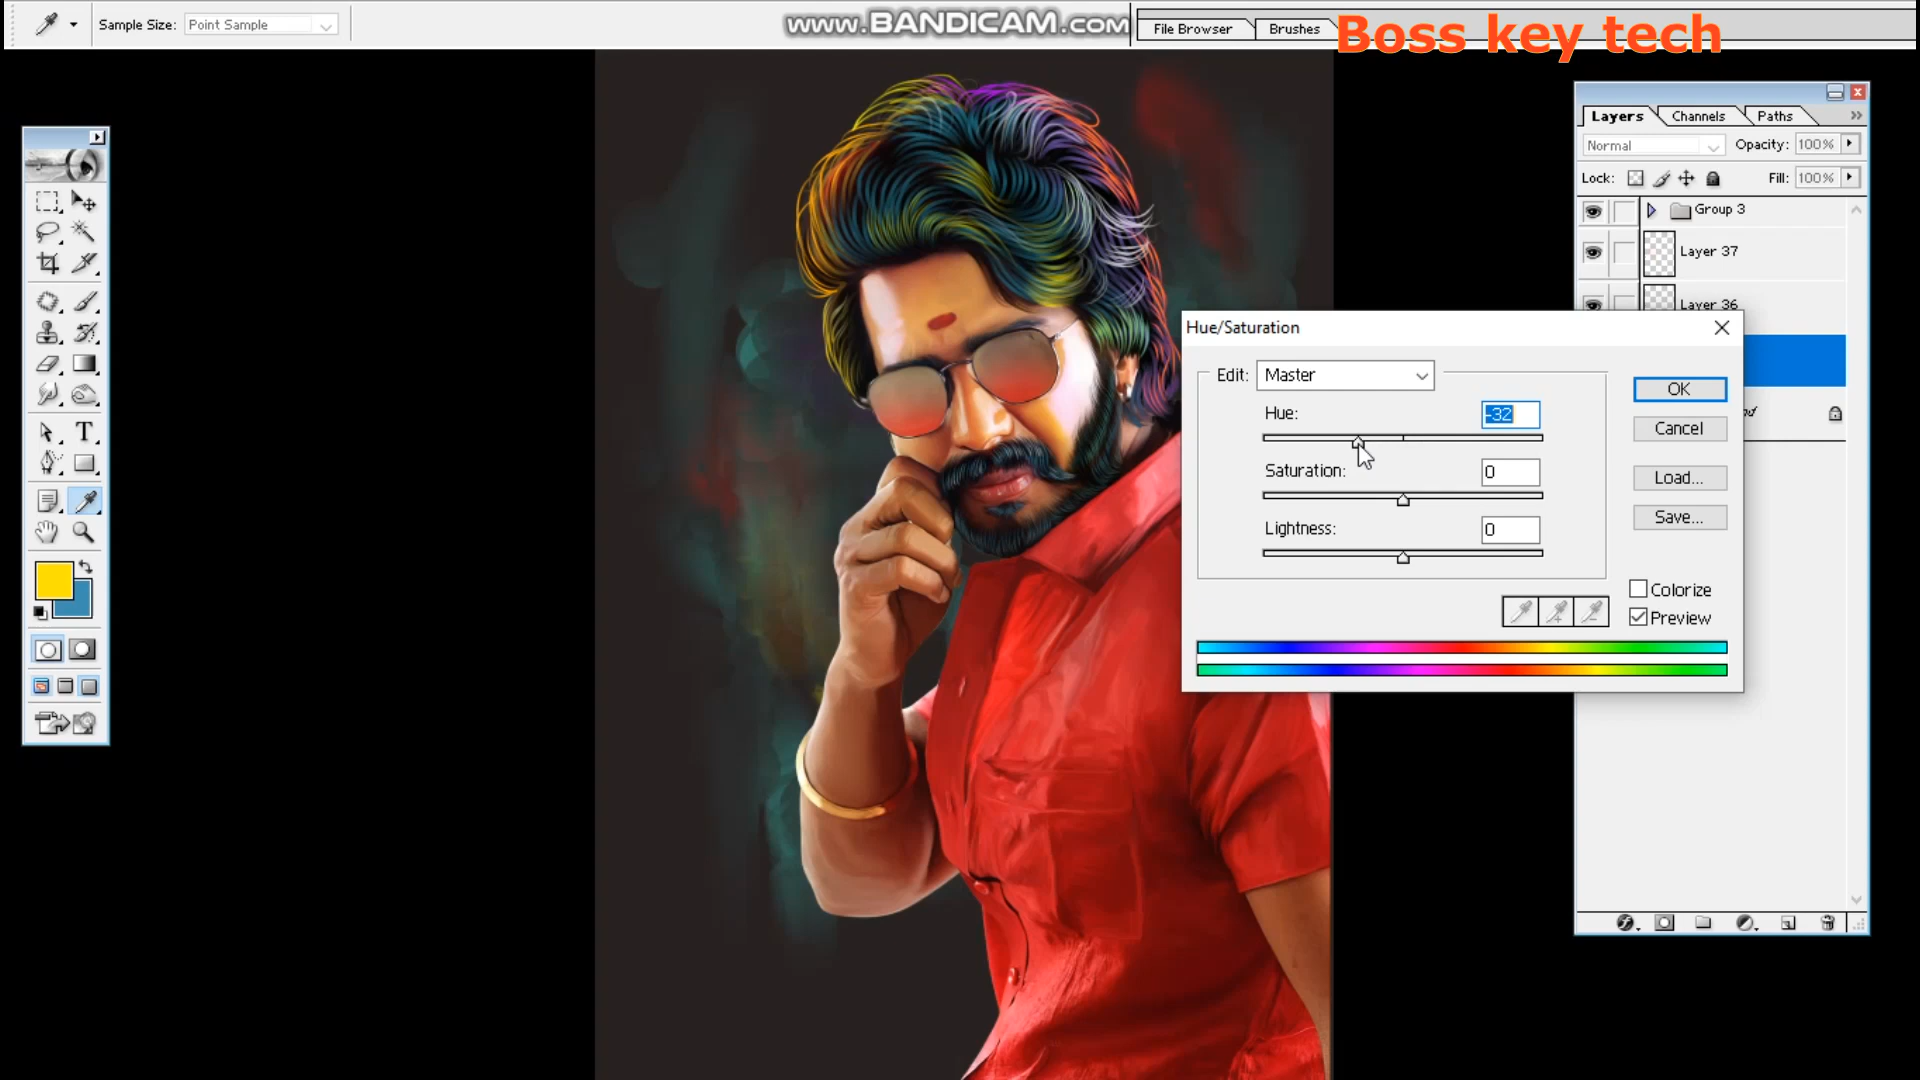 Sample Size: Point Sample
www.BANDICAM.com
File Browser
Brushes
Boss key tech
Layers
Channels
Paths
Normal
Opacity: 100%
Lock:
Fill: 100%
Group 3
Layer 37
Layer 36
Hue/Saturation
Edit: Master
OK
Hue: -32
Cancel
Saturation: 0
Load...
Save...
Lightness: 0
Colorize
Preview
T